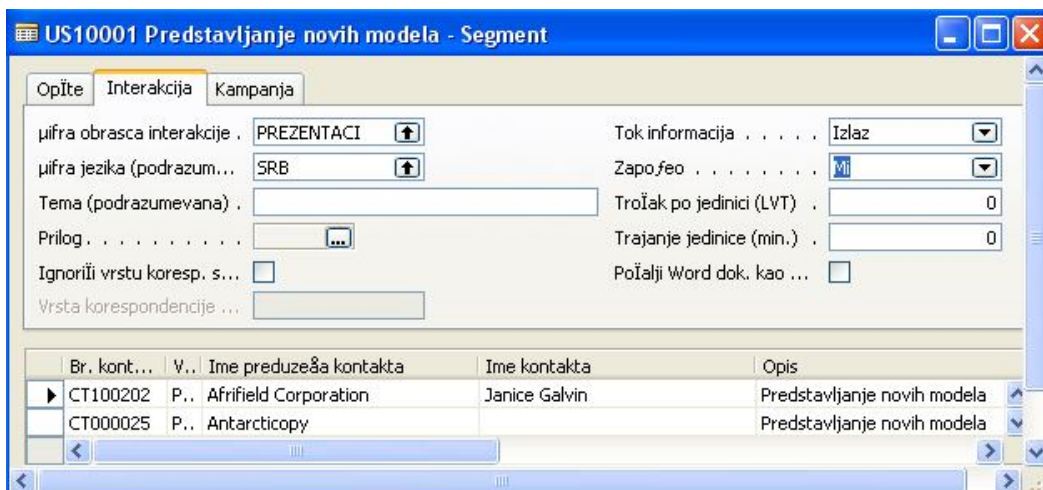 US10001 Predstavljanje novih modela - Segment
OpÏte Interakcija Kampanja
µifra obrasca interakcije . PREZENTACI Tok informacija . . . . . Izlaz
µifra jezika (podrazum... SRB Zapoƒeo . . . . . . . . Mi
Tema (podrazumevana) . TroÏak po jedinici (LVT) . 0
Prilog . . . . . . . . . . ... Trajanje jedinice (min.) . 0
IgnoriÏi vrstu koresp. s... PoÏalji Word dok. kao ...
Vrsta korespondencije ...
Br. kont... V.. Ime preduzeåa kontakta Ime kontakta Opis
CT100202 P.. Afrifield Corporation Janice Galvin Predstavljanje novih modela
CT000025 P.. Antarcticopy Predstavljanje novih modela